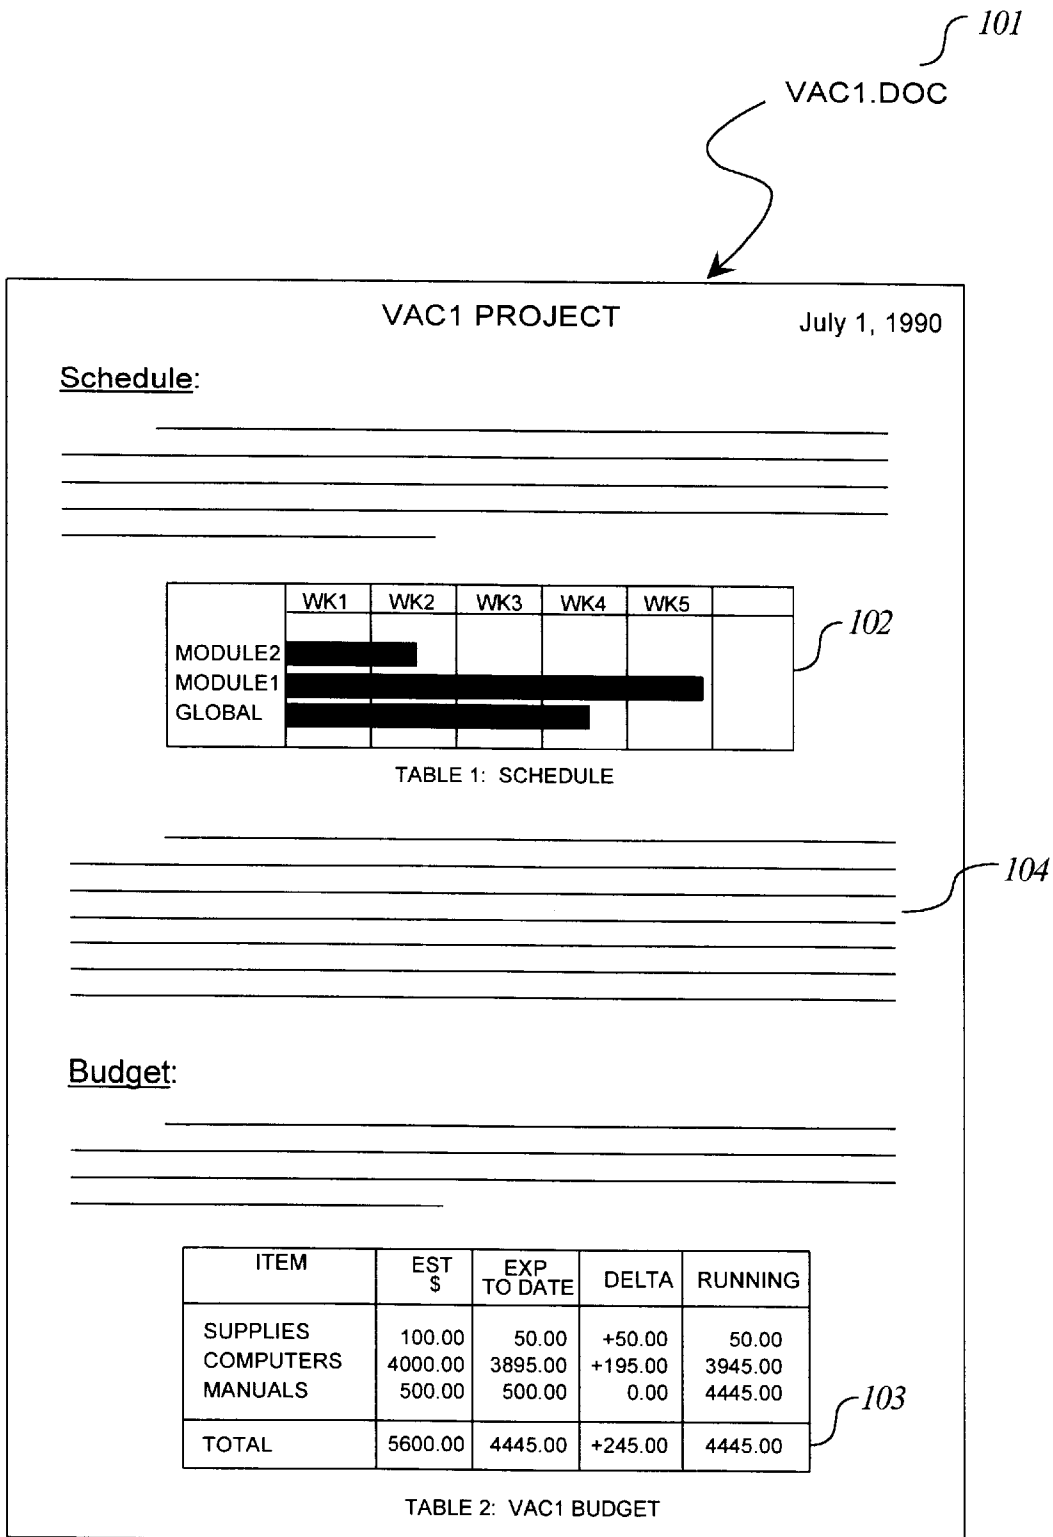 101
VAC1.DOC
VAC1 PROJECT July 1, 1990
Schedule:
WK1 WK2 WK3 WK4 WK5
102
MODULE2
MODULE1
GLOBAL
TABLE 1: SCHEDULE
104
Budget:
ITEM EST $ EXP TO DATE DELTA RUNNING
SUPPLIES 100.00 50.00 +50.00 50.00
COMPUTERS 4000.00 3895.00 +195.00 3945.00
MANUALS 500.00 500.00 0.00 4445.00
103
TOTAL 5600.00 4445.00 +245.00 4445.00
TABLE 2: VAC1 BUDGET